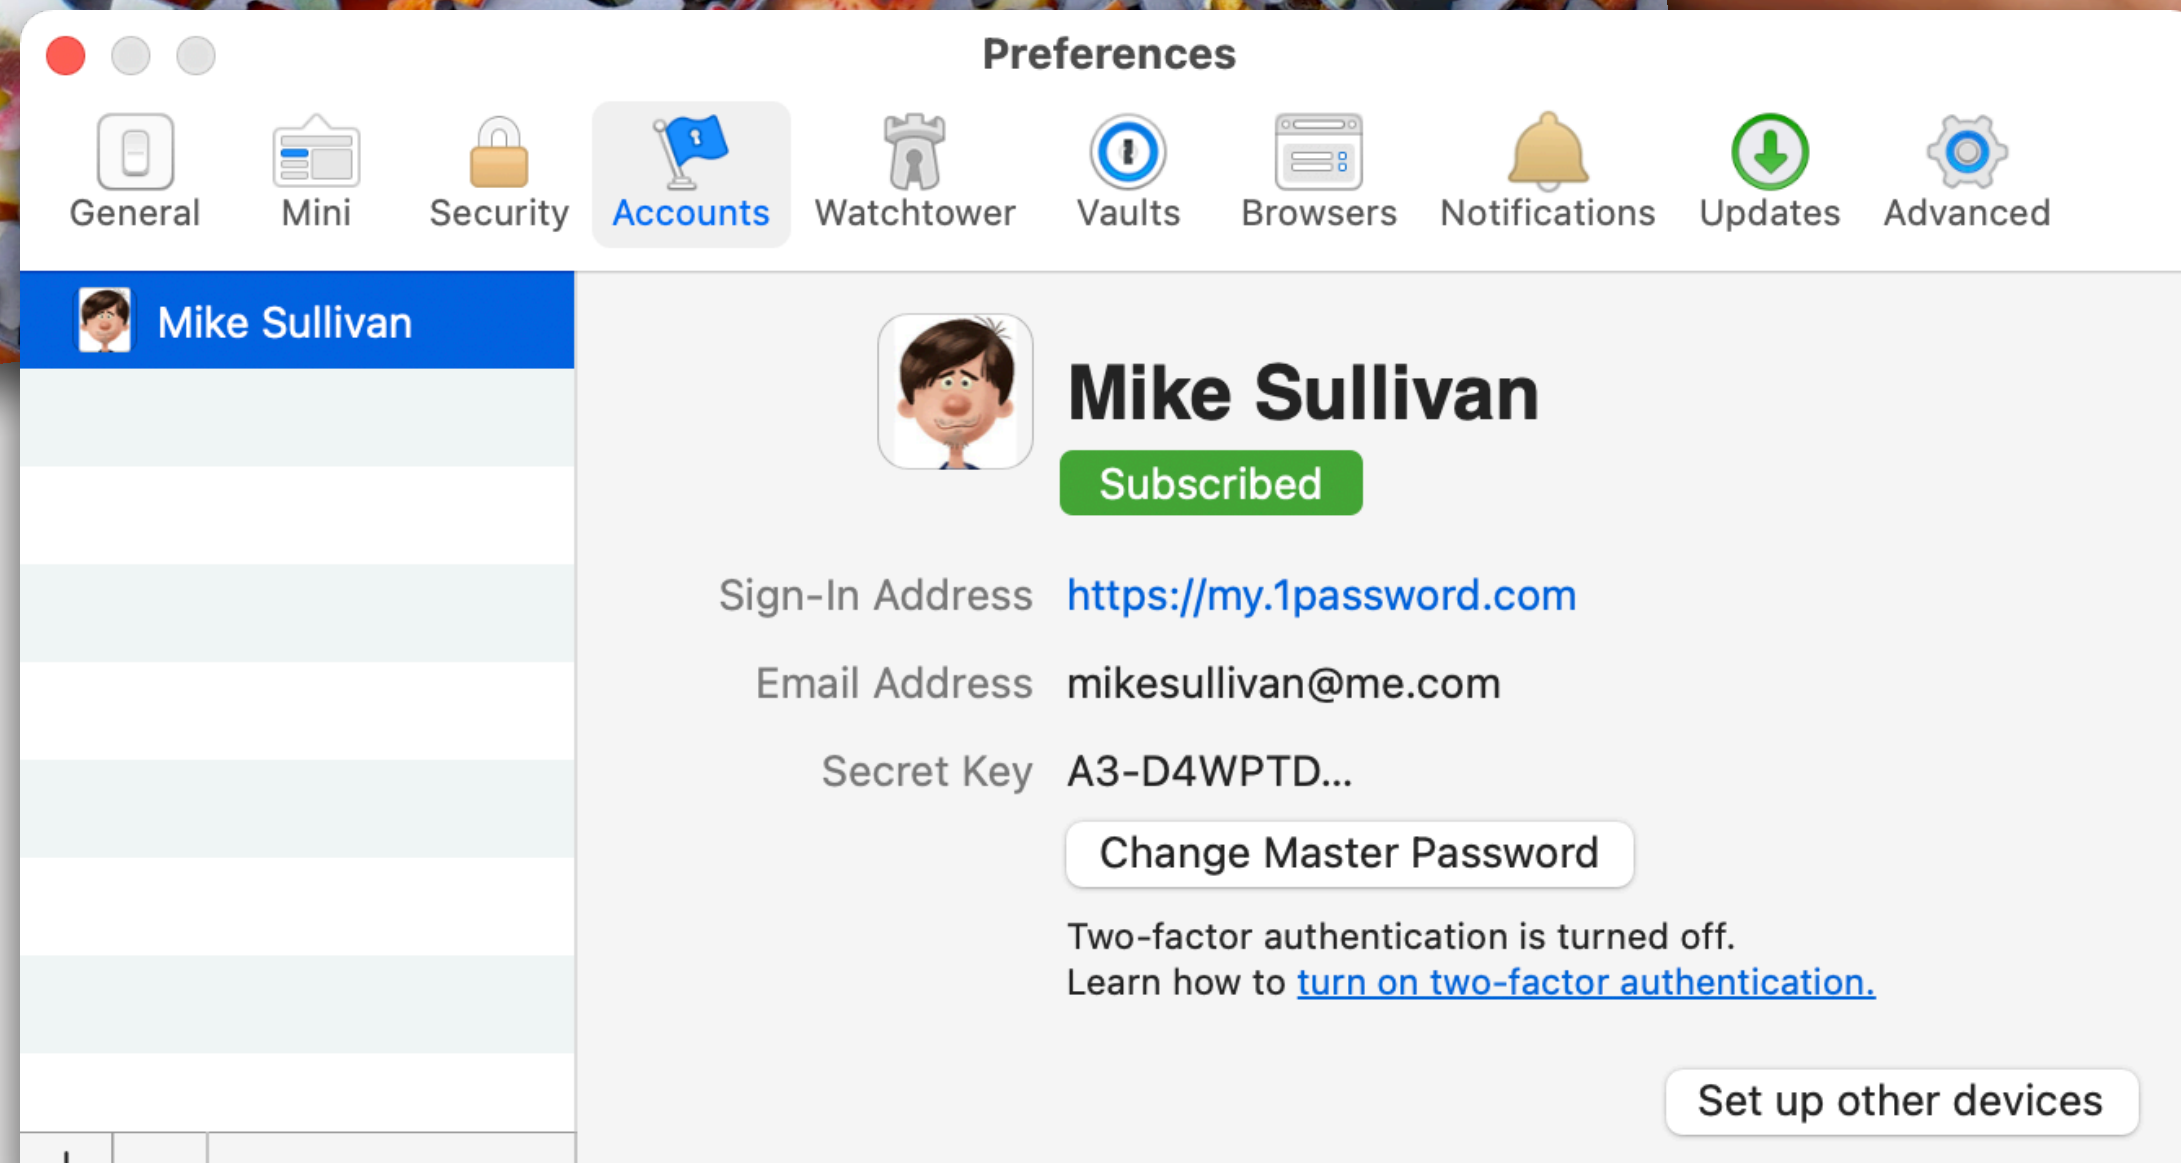 Preferences
General Mini Security Accounts Watchtower Vaults Browsers Notifications Updates Advanced
Mike Sullivan
Mike Sullivan
Subscribed
Sign-In Address https://my.1password.com
Email Address mikesullivan@me.com
Secret Key A3-D4WPTD...
Change Master Password
Two-factor authentication is turned off.
Learn how to turn on two-factor authentication.
Set up other devices